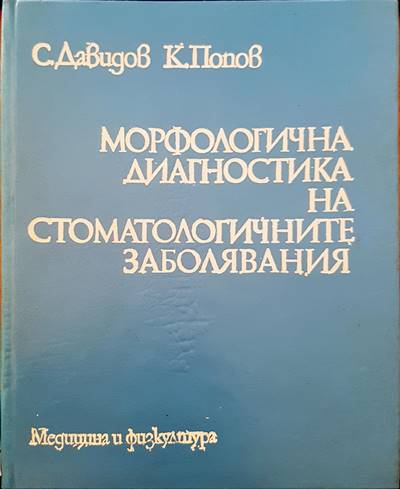 С. Давидов К. Попов
МОРФОЛОГИЧНА
ДИАГНОСТИКА
НА
СТОМАТОЛОГИЧНИТЕ
ЗАБОЛЯВАНИЯ
Медицина и физкултура